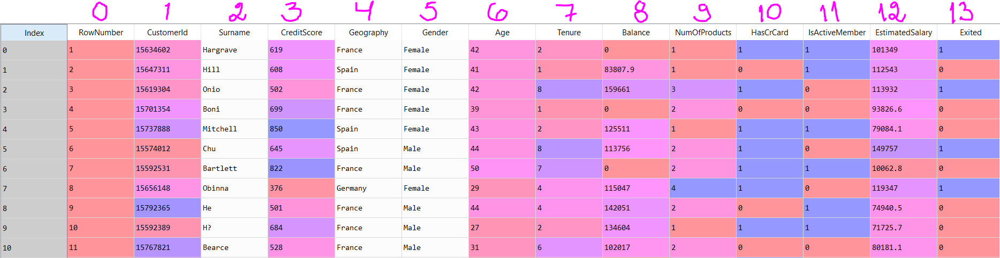 0 1 2 3 4 5 6 7 8 9 10 11 12 13
Index RowNumber CustomerId Surname CreditScore Geography Gender Age Tenure Balance NumOfProducts HasCrCard IsActiveMember EstimatedSalary Exited
0 1 15634602 Hargrave 619 France Female 42 2 0 1 1 1 101349 1
1 2 15647311 Hill 608 Spain Female 41 1 83807.9 1 0 1 112543 0
2 3 15619304 Onio 502 France Female 42 8 159661 3 1 0 113932 1
3 4 15701354 Boni 699 France Female 39 1 0 2 0 0 93826.6 0
4 5 15737888 Mitchell 850 Spain Female 43 2 125511 1 1 1 79084.1 0
5 6 15574012 Chu 645 Spain Male 44 8 113756 2 1 0 149757 1
6 7 15592531 Bartlett 822 France Male 50 7 0 2 1 1 10062.8 0
7 8 15656148 Obinna 376 Germany Female 29 4 115047 4 1 0 119347 1
8 9 15792365 He 501 France Male 44 4 142051 2 0 1 74940.5 0
9 10 15592389 H? 684 France Male 27 2 134604 1 1 1 71725.7 0
10 11 15767821 Bearce 528 France Male 31 6 102017 2 0 0 80181.1 0